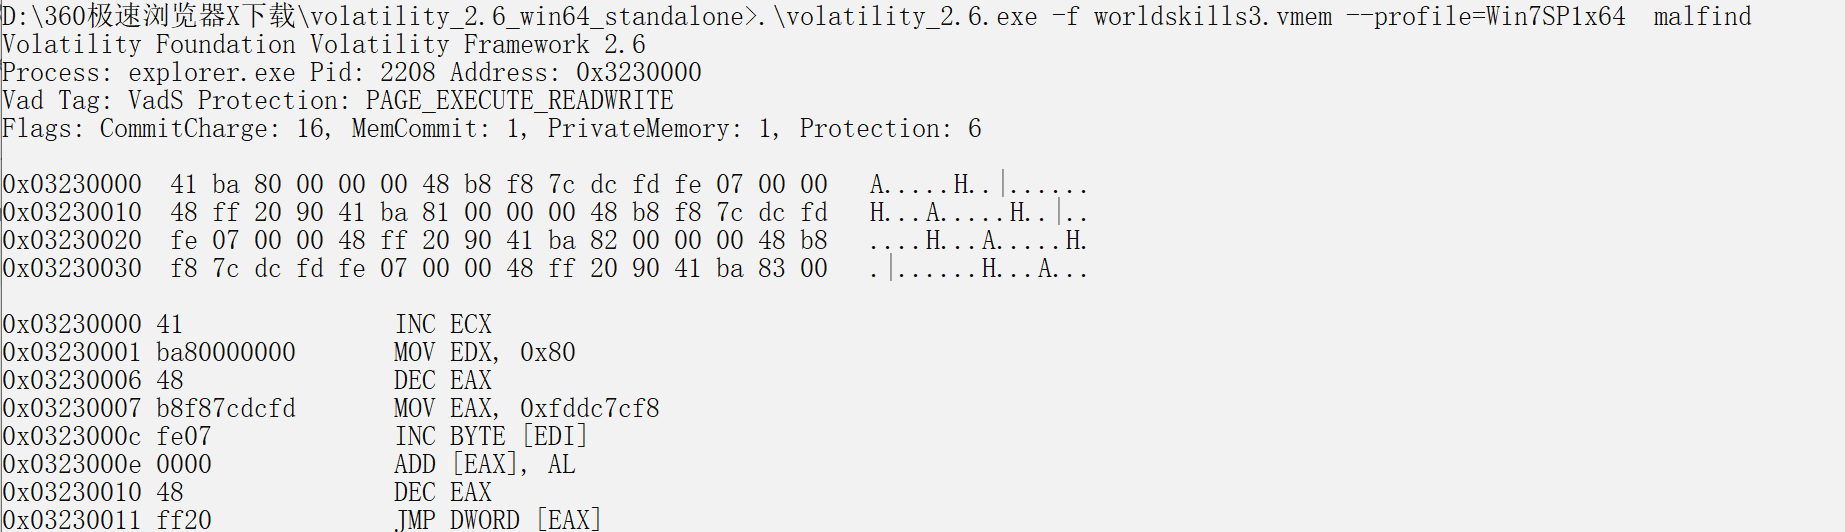 D:\360极速浏览器X下载\volatility_2.6_win64_standalone>.\volatility_2.6.exe -f worldskills3.vmem --profile=Win7SP1x64  malfind
Volatility Foundation Volatility Framework 2.6
Process: explorer.exe Pid: 2208 Address: 0x3230000
Vad Tag: VadS Protection: PAGE_EXECUTE_READWRITE
Flags: CommitCharge: 16, MemCommit: 1, PrivateMemory: 1, Protection: 6
0x03230000  41 ba 80 00 00 00 48 b8 f8 7c dc fd fe 07 00 00   A.....H..|......
0x03230010  48 ff 20 90 41 ba 81 00 00 00 48 b8 f8 7c dc fd   H...A.....H..|..
0x03230020  fe 07 00 00 48 ff 20 90 41 ba 82 00 00 00 48 b8   ....H...A.....H.
0x03230030  f8 7c dc fd fe 07 00 00 48 ff 20 90 41 ba 83 00   .|......H...A...
0x03230000 41               INC ECX
0x03230001 ba80000000       MOV EDX, 0x80
0x03230006 48               DEC EAX
0x03230007 b8f87cdcfd       MOV EAX, 0xfddc7cf8
0x0323000c fe07             INC BYTE [EDI]
0x0323000e 0000             ADD [EAX], AL
0x03230010 48               DEC EAX
0x03230011 ff20             JMP DWORD [EAX]